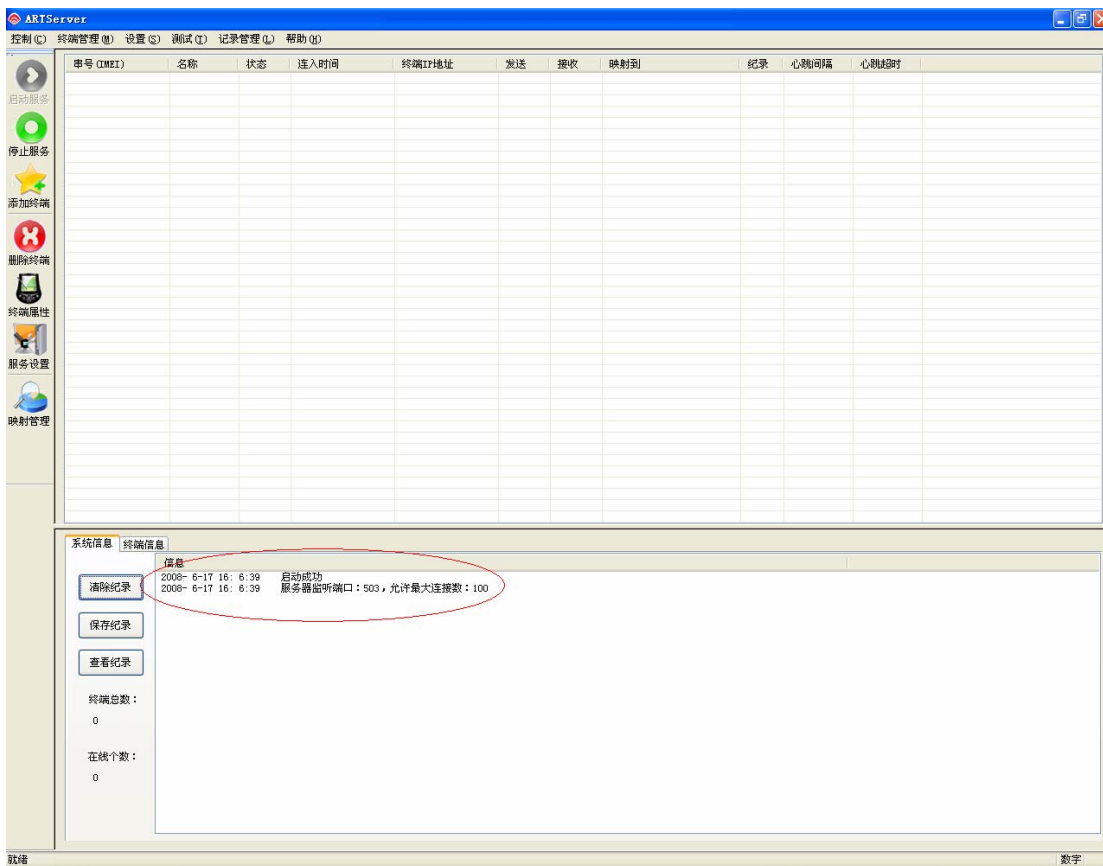 ARTServer
控制(C) 终端管理(M) 设置(S) 测试(T) 记录管理(L) 帮助(H)
串号(IMEI) 名称 状态 连入时间 终端IP地址 发送 接收 映射到 纪录 心跳间隔 心跳超时
启动服务
停止服务
添加终端
删除终端
终端属性
服务设置
映射管理
系统信息 终端信息
信息
2008- 6-17 16: 6:39 启动成功
2008- 6-17 16: 6:39 服务器监听端口:503,允许最大连接数:100
清除纪录
保存纪录
查看纪录
终端总数:
0
在线个数:
0
就绪 数字